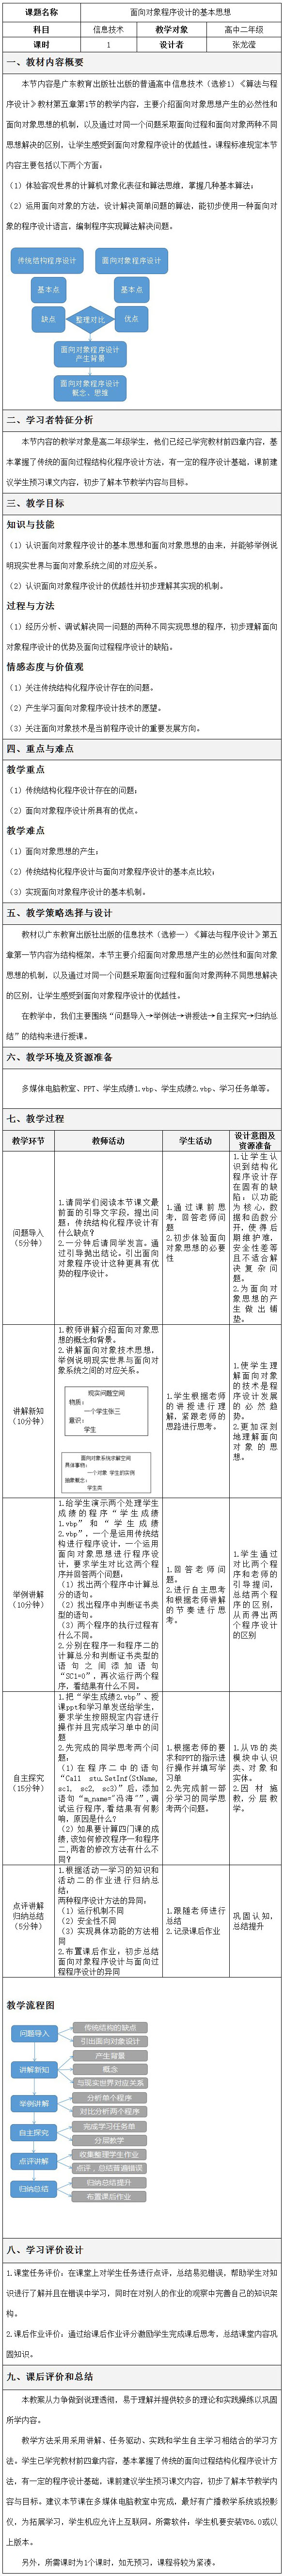 课题名称 面向对象程序设计的基本思想
科目 信息技术 教学对象 高中二年级
课时 1 设计者 张龙滢
一、教材内容概要
本节内容是广东教育出版社出版的普通高中信息技术（选修1）《算法与程
序设计》教材第五章第1节的教学内容，主要介绍面向对象思想产生的必然性和
面向对象思想的机制，以及通过对同一个问题采取面向过程和面向对象两种不同
思想解决的区别，让学生感受到面向对象程序设计的优越性。课程标准规定本节
内容主要包括以下两个方面：
（1）体验客观世界的计算机对象化表征和算法思维，掌握几种基本算法；
（2）运用面向对象的方法，设计解决简单问题的算法，能初步使用一种面向对
象的程序设计语言，编制程序实现算法解决问题。
传统结构程序设计 面向对象程序设计
基本点 基本点
缺点 整理对比 优点
面向对象程序设计
产生背景
面向对象程序设计
概念、思维
二、学习者特征分析
本节内容的教学对象是高二年级学生，他们已经已学完教材前四章内容，基
本掌握了传统的面向过程结构化程序设计方法，有一定的程序设计基础，课前建
议学生预习课文内容，初步了解本节教学内容与目标。
三、教学目标
知识与技能
（1）认识面向对象程序设计的基本思想和面向对象思想的由来，并能够举例说
明现实世界与面向对象系统之间的对应关系。
（2）认识面向对象程序设计的优越性并初步理解其实现的机制。
过程与方法
（1）经历分析、调试解决同一问题的两种不同实现思想的程序，初步理解面向
对象程序设计的优势及面向过程程序设计的缺陷。
情感态度与价值观
（1）关注传统结构化程序设计存在的问题。
（2）产生学习面向对象程序设计技术的愿望。
（3）关注面向对象技术是当前程序设计的重要发展方向。
四、重点与难点
教学重点
（1）传统结构化程序设计存在的问题；
（2）面向对象程序设计所具有的优点。
教学难点
（1）面向对象思想的产生；
（2）传统结构化程序设计与面向对象程序设计的基本点比较；
（3）实现面向对象程序设计的基本机制。
五、教学策略选择与设计
教材以广东教育出版社出版的信息技术（选修一）《算法与程序设计》第五
章第一节内容为结构框架，本节主要介绍面向对象思想产生的必然性和面向对象
思想的机制，以及通过对同一个问题采取面向过程和面向对象两种不同思想解决
的区别，让学生感受到面向对象程序设计的优越性。
在教学中，我们主要围绕“问题导入→举例法→讲授法→自主探究→归纳总
结”的结构来进行授课。
六、教学环境及资源准备
多媒体电脑教室、PPT、学生成绩1.vbp、学生成绩2.vbp、学习任务单等。
七、教学过程
教学环节 教师活动 学生活动 设计意图及
资源准备
问题导入
（5分钟）
1.请同学们阅读本节课文最
前面的引导文字段，提出问
题，传统结构化程序设计有
什么缺点？
2.一分钟后请同学发言。通
过引导抛出结论。引出面向
对象程序设计这种更具有优
势的程序设计。
1.通过课前思
考，回答老师问
题
2.初步体验面向
对象思想的必要
性
1.让学生认
识到结构化
程序设计存
在固有的缺
陷：以功能
为核心，数
据和函数分
开，使得后
期维护难，
安全性差等
且不适合解
决复杂问
题。
2.为面向对
象思想的产
生做出铺
垫。
讲解新知
（10分钟）
1.教师讲解介绍面向对象思
想的概念和背景。
2.讲解面向对象技术思想，
举例说明现实世界与面向对
象系统之间的对应关系。
现实问题空间
物质：
一个学生张三
意识：
学生
面向对象系统求解空间
具体事物：
一个对象 学生的实例
抽象概念：
学生类
1.学生根据老师
的讲授进行理
解，紧跟老师的
思路进行思考。
1.使学生理
解面向对象
的技术是程
序设计发展
的必然趋
势。
2.更加深刻
地理解面向
对象的思
想。
举例讲解
（10分钟）
1.给学生演示两个处理学生
成绩的程序“学生成绩
1.vbp”和“学生成绩
2.vbp”，一个是运用传统结
构进行程序设计，一个运用
面向对象思想进行程序设
计，要求学生对比这两个程
序并回答两个问题：
（1）找出两个程序中计算总
分的语句。
（2）找出程序中判断证书类
型的语句。
（3）两个程序的执行过程有
什么不同。
2.分别在程序一和程序二的
计算总分和判断证书类型的
语句之间添加语句
“SC1=0”，再次运行两个程
序，看结果有什么不同。
1.回答老师问
题。
2.进行自主思考
和根据老师讲解
的节奏进行思
考。
1.学生通过
对比两个程
序和老师的
引导提问，
总结两个程
序的区别，
从而得出两
个程序设计
的区别
自主探究
（15分钟）
1.把“学生成绩2.vbp”、授
课ppt和学习单发送给学生，
要求学生按照规定内容进行
操作并且完成学习单中的问
题
2.先完成的同学思考两个问
题，
（1）在程序二中的语句
“Call stu.SetInf(StName,
sc1, sc2, sc3)”后，添加
语句“m_name="冯海"”，调
试运行程序，看结果有何影
响，原因是什么？
（2）如果要计算四门课的成
绩，该如何修改程序一和程序
二，两者的修改方法有什么不
同？
1.根据老师的要
求和PPT的指示进
行操作并填写学
习单
2.先完成前一部
分学习的同学思
考两个问题。
1.从VB的类
模块中认识
类、对象和
实体。
2.因材施
教，分层教
学。
点评讲解
归纳总结
（5分钟）
1.根据活动一学习的知识和
活动二的作业进行归纳总
结；
两种程序设计方法的异同：
（1）运行机制不同
（2）安全性不同
（3）实现具体功能的方法相
同
2.布置课后作业：初步总结
面向对象程序设计与面向过
程程序设计的异同
1.跟随老师进行
总结
2.记录课后作业
巩固认知，
总结提升
教学流程图
问题导入
传统结构的缺点
引出面向对象设计
讲解新知
产生背景
概念
与现实世界对应关系
举例讲解
分析单个程序
对比分析两个程序
自主探究
完成学习任务单
分层教学
点评讲解
收集整理学生作业
点评，总结普遍错误
归纳总结
归纳总结提升
布置课后作业
八、学习评价设计
1.课堂任务评价：在课堂上对学生任务进行点评，总结易犯错误，帮助学生对知
识进行了解并且在错误中学习，同时在对别人的作业的观察中完善自己的知识架
构。
2.课后作业评价：通过给课后作业评分激励学生完成课后思考，总结课堂内容巩
固知识。
九、课后评价和总结
本教案从力争做到说理透彻，易于理解并提供较多的理论和实践操练以巩固
所学内容。
教学方法采用采用讲解、任务驱动、实践和学生自主学习相结合的学习方
法。学生已学完教材前四章内容，基本掌握了传统的面向过程结构化程序设计方
法，有一定的程序设计基础，课前建议学生预习课文内容，初步了解本节教学内
容与目标。建议本节课在多媒体电脑教室中完成，最好有广播教学系统或投影
仪，为拓展学习，学生机应允许上互联网。所需软件：学生机要安装VB6.0或以
上版本。
另外，所需课时为1个课时，如无预习，课程将较为紧凑。